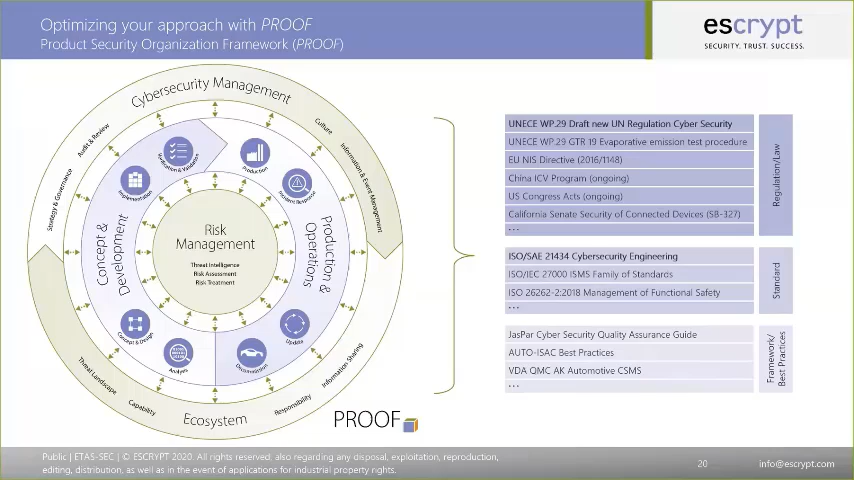 Optimizing your approach with PROOF
Product Security Organization Framework (PROOF)
escrypt
SECURITY. TRUST. SUCCESS.
Cybersecurity Management
Strategy & Governance
Audit & Review
Culture
Information & Event Management
Concept & Development
Implementation
Verification & Validation
Production
Incident Response
Production & Operations
Risk
Management
Threat Intelligence
Risk Assessment
Risk Treatment
Concept & Design
Analysis
Decommission
Update
Threat Landscape
Capability
Ecosystem
Responsibility
Information Sharing
PROOF
UNECE WP.29 Draft new UN Regulation Cyber Security
UNECE WP.29 GTR 19 Evaporative emission test procedure
EU NIS Directive (2016/1148)
China ICV Program (ongoing)
US Congress Acts (ongoing)
California Senate Security of Connected Devices (SB-327)
...
Regulation/Law
ISO/SAE 21434 Cybersecurity Engineering
ISO/IEC 27000 ISMS Family of Standards
ISO 26262-2:2018 Management of Functional Safety
...
Standard
JasPar Cyber Security Quality Assurance Guide
AUTO-ISAC Best Practices
VDA QMC AK Automotive CSMS
...
Framework/
Best Practices
Public | ETAS-SEC | © ESCRYPT 2020. All rights reserved, also regarding any disposal, exploitation, reproduction,
editing, distribution, as well as in the event of applications for industrial property rights.
20
info@escrypt.com